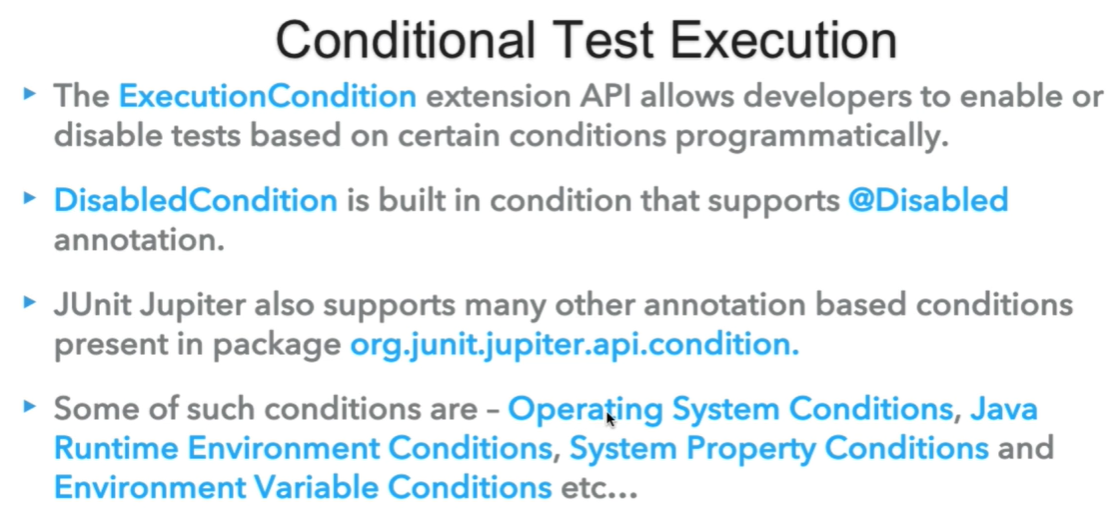 Conditional Test Execution
The ExecutionCondition extension API allows developers to enable or
disable tests based on certain conditions programmatically.
DisabledCondition is built in condition that supports @Disabled
annotation.
JUnit Jupiter also supports many other annotation based conditions
present in package org.junit.jupiter.api.condition.
Some of such conditions are – Operating System Conditions, Java
Runtime Environment Conditions, System Property Conditions and
Environment Variable Conditions etc...